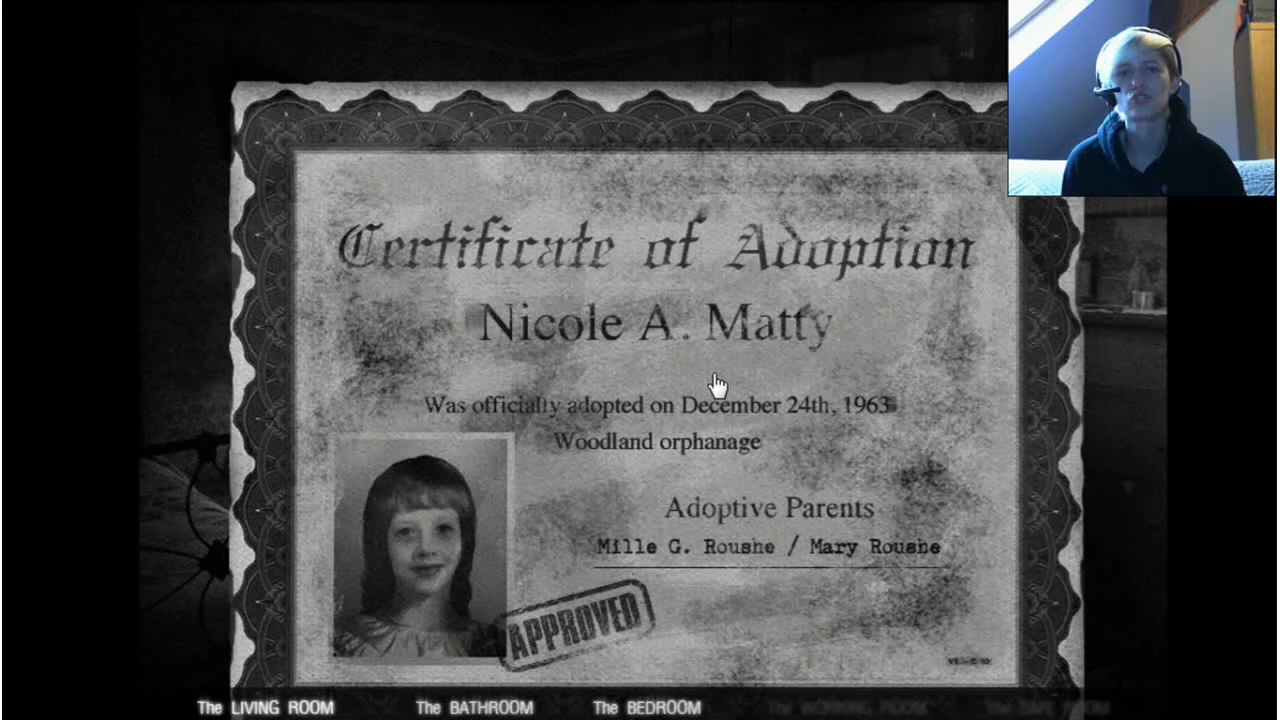 Certificate of Adoption
Nicole A. Matty
Was officially adopted on December 24th, 1963
Woodland orphanage
Adoptive Parents
Mille G. Roushe / Mary Roushe
APPROVED
The LIVING ROOM The BATHROOM The BEDROOM